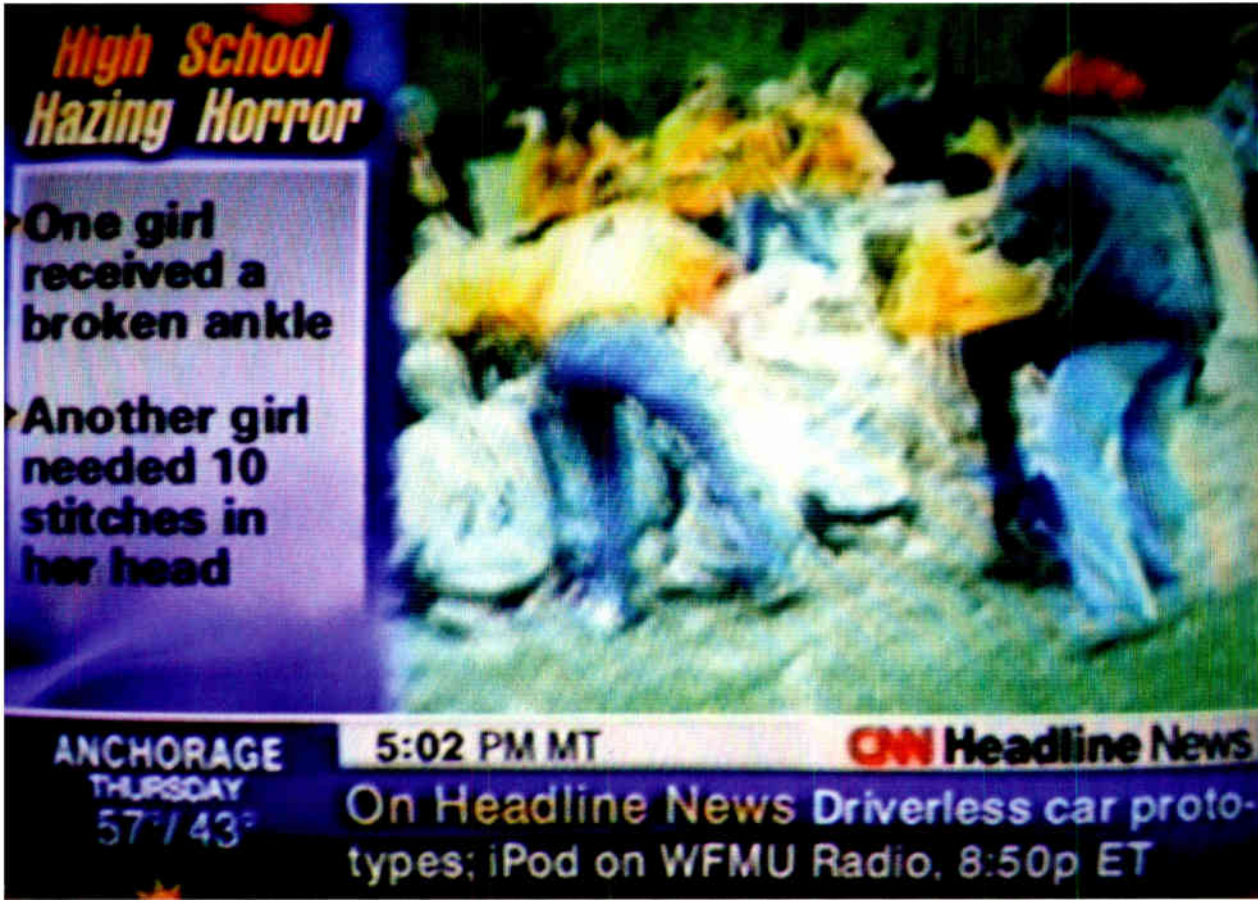 High School
Hazing Horror
One girl
received a
broken ankle
Another girl
needed 10
stitches in
her head
ANCHORAGE
THURSDAY
57°/43°
5:02 PM MT
CNN Headline News
On Headline News Driverless car proto-
types; iPod on WFMU Radio, 8:50p ET